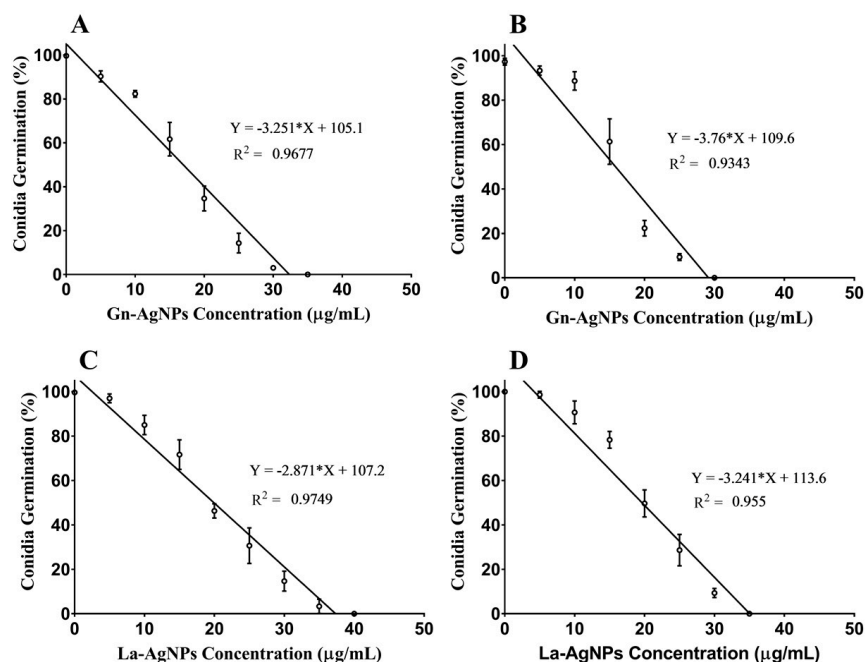 A
Conidia Germination (%)
100
80
60
40
20
0
Y = -3.251*X + 105.1
R² = 0.9677
0 10 20 30 40 50
Gn-AgNPs Concentration (µg/mL)
B
Conidia Germination (%)
100
80
60
40
20
0
Y = -3.76*X + 109.6
R² = 0.9343
0 10 20 30 40 50
Gn-AgNPs Concentration (µg/mL)
C
Conidia Germination (%)
100
80
60
40
20
0
Y = -2.871*X + 107.2
R² = 0.9749
0 10 20 30 40 50
La-AgNPs Concentration (µg/mL)
D
Conidia Germination (%)
100
80
60
40
20
0
Y = -3.241*X + 113.6
R² = 0.955
0 10 20 30 40 50
La-AgNPs Concentration (µg/mL)